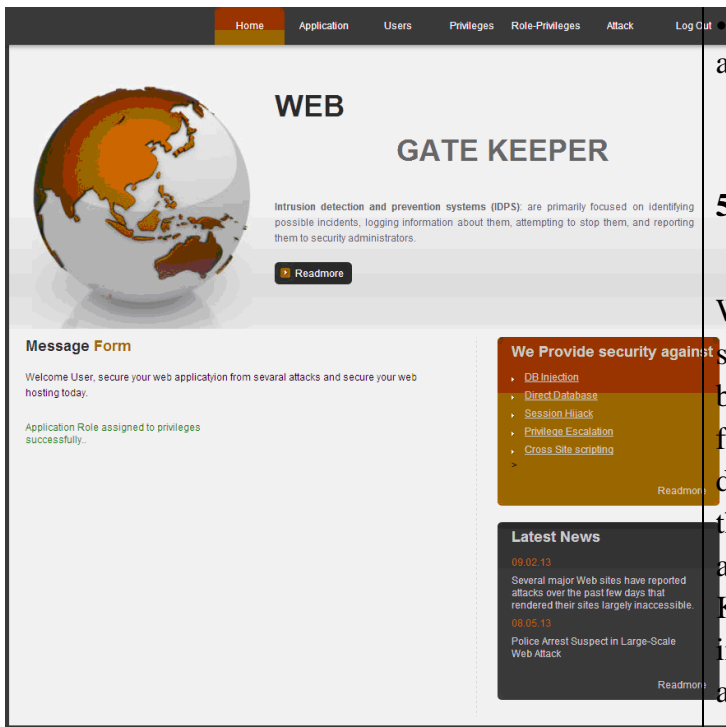 Home Application Users Privileges Role-Privileges Attack Log Out
WEB
GATE KEEPER
Intrusion detection and prevention systems (IDPS): are primarily focused on identifying
possible incidents, logging information about them, attempting to stop them, and reporting
them to security administrators.
Readmore
Message Form
Welcome User, secure your web applicatyion from sevaral attacks and secure your web
hosting today.
Application Role assigned to privileges
successfully..
We Provide security against
DB Injection
Direct Database
Session Hijack
Privilege Escalation
Cross Site scripting
>
Readmore
Latest News
09.02.13
Several major Web sites have reported
attacks over the past few days that
rendered their sites largely inaccessible.
08.05.13
Police Arrest Suspect in Large-Scale
Web Attack
Readmore